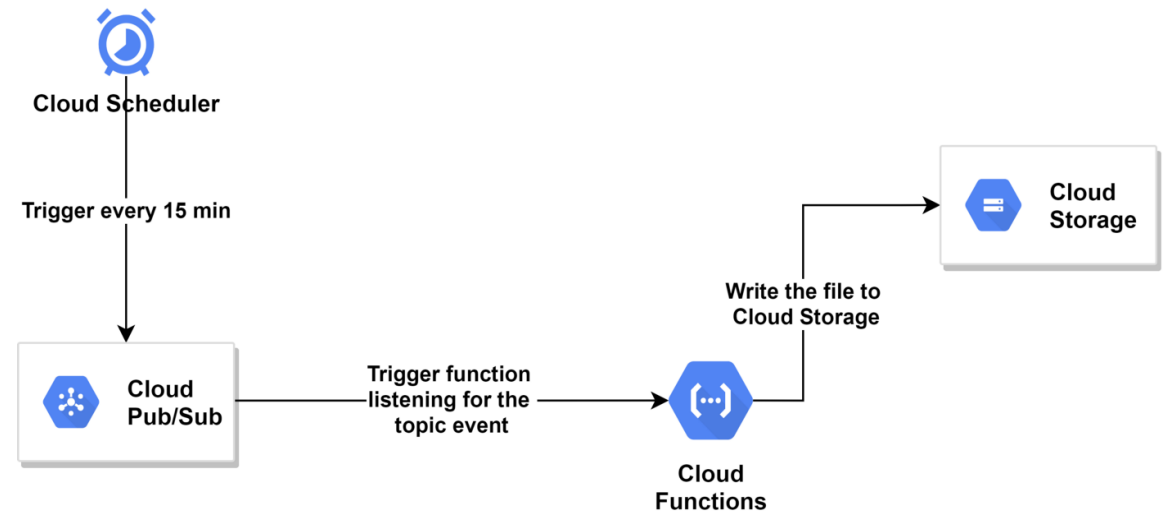 Cloud Scheduler
Trigger every 15 min
Cloud
Pub/Sub
Trigger function
listening for the
topic event
Cloud
Functions
Write the file to
Cloud Storage
Cloud
Storage